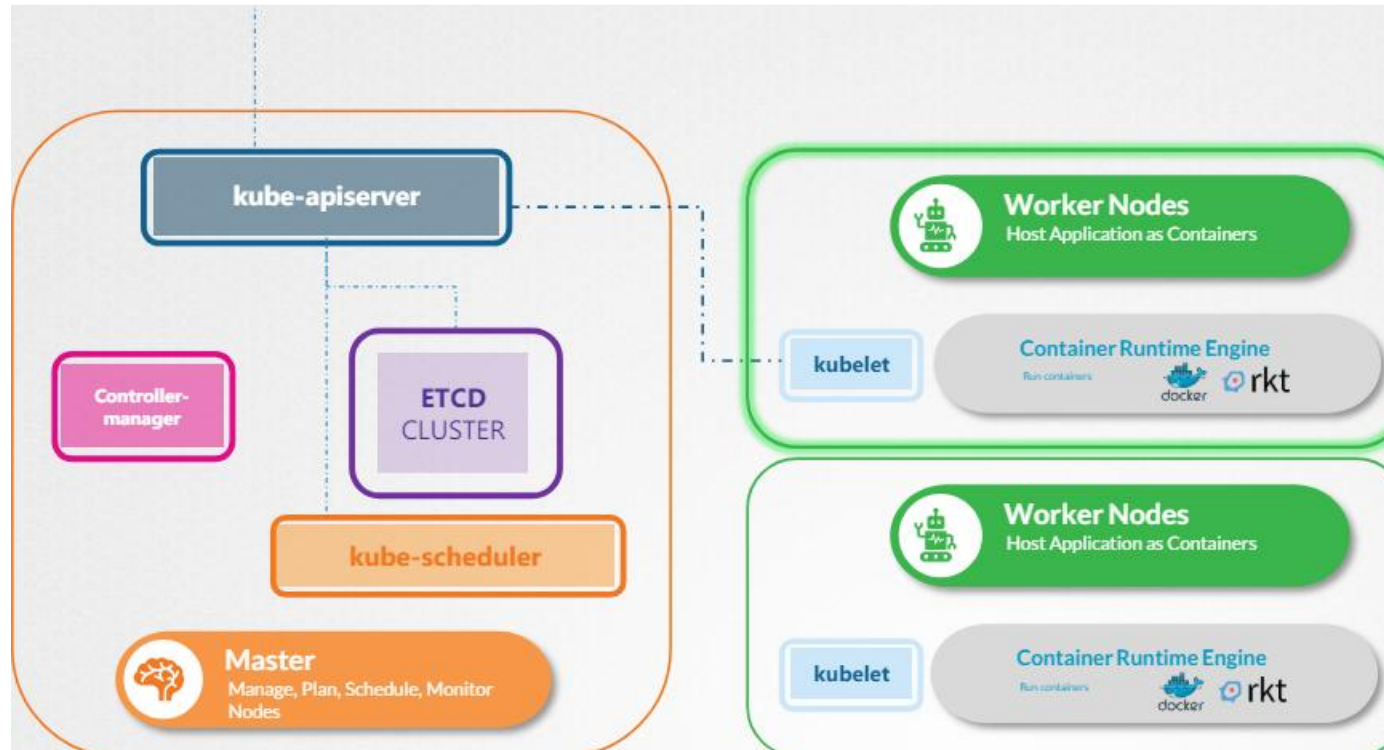 kube-apiserver
Controller-
manager
ETCD
CLUSTER
kube-scheduler
Master
Manage, Plan, Schedule, Monitor
Nodes
Worker Nodes
Host Application as Containers
kubelet
Container Runtime Engine
Run containers
docker
rkt
Worker Nodes
Host Application as Containers
kubelet
Container Runtime Engine
Run containers
docker
rkt